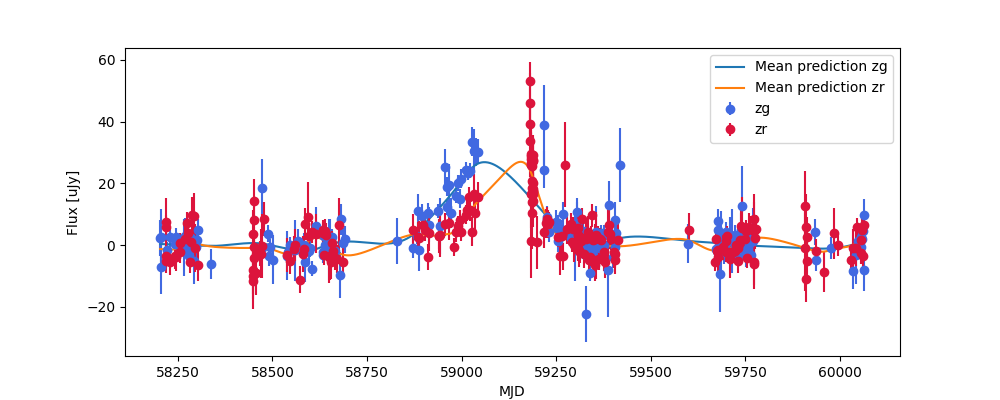 60
40
20
0
−20
Flux [uJy]
58250 58500 58750 59000 59250 59500 59750 60000
MJD
Mean prediction zg
Mean prediction zr
zg
zr